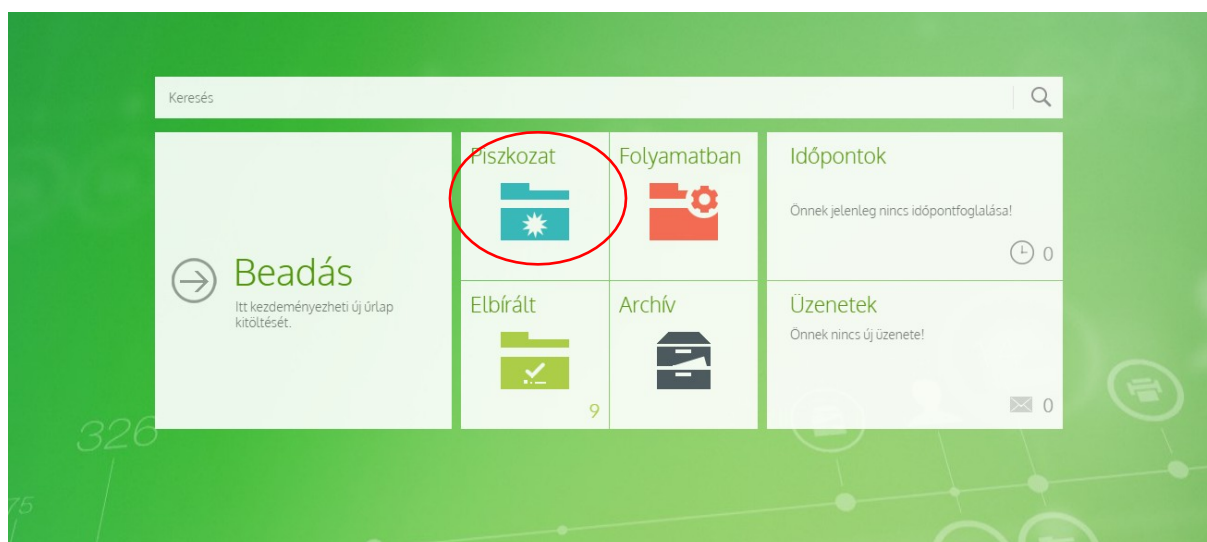 Keresés
Piszkozat
Folyamatban
Időpontok
Önnek jelenleg nincs időpontfoglalása!
0
Beadás
Itt kezdeményezheti új űrlap
kitöltését.
Elbírált
9
Archív
Üzenetek
Önnek nincs új üzenete!
0
326
75